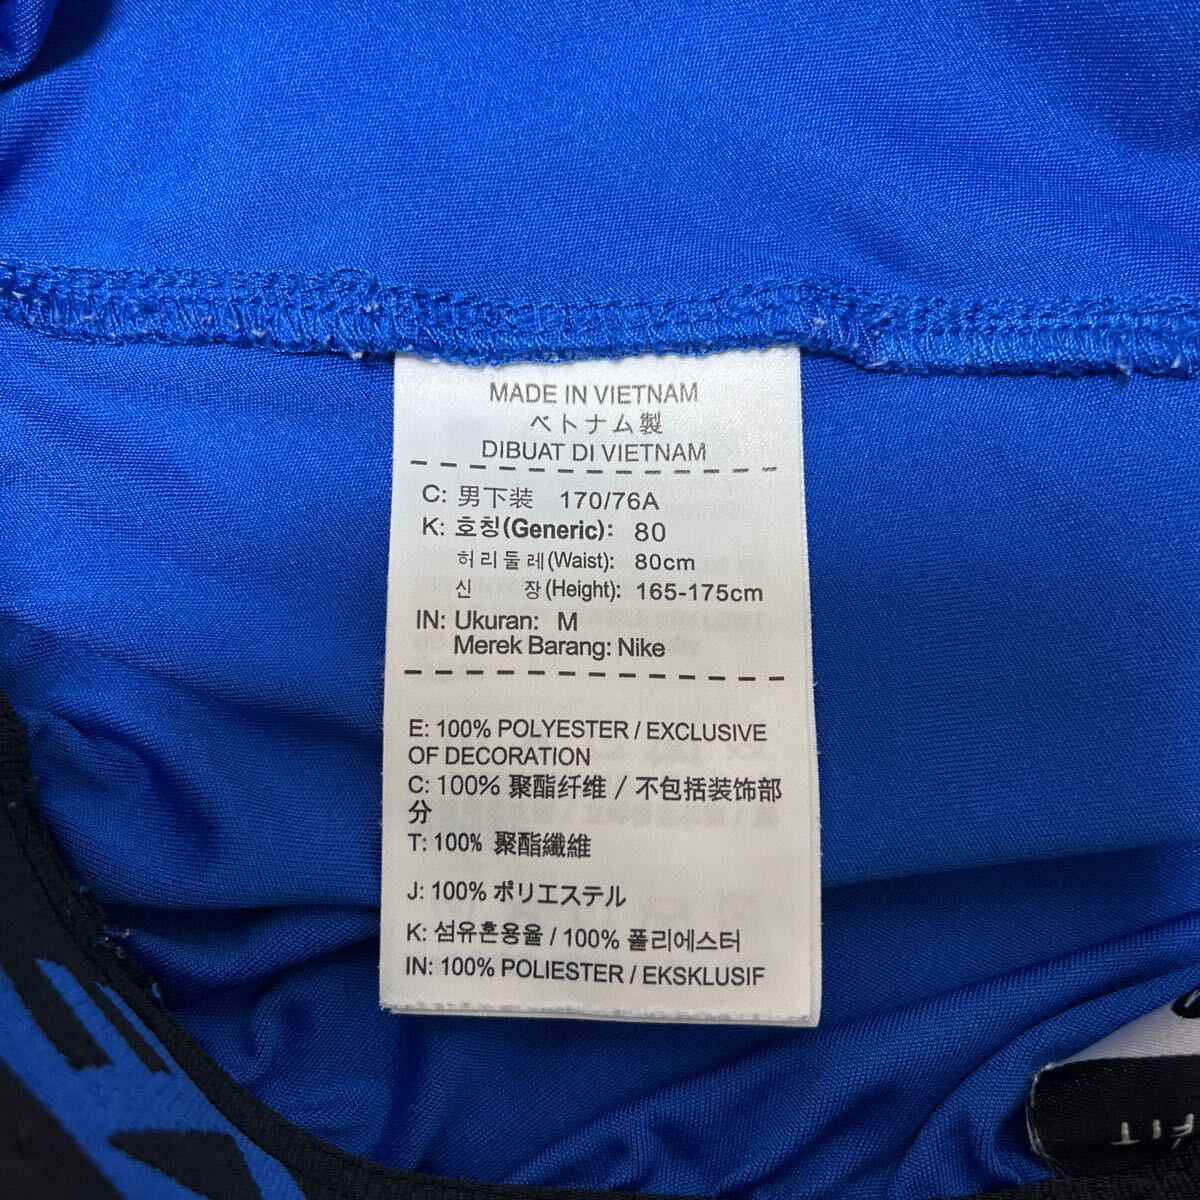 MADE IN VIETNAM
ベトナム製
DIBUAT DI VIETNAM
C: 男下装 170/76A
K: 호칭(Generic): 80
허리둘레(Waist): 80cm
신 장(Height): 165-175cm
IN: Ukuran: M
Merek Barang: Nike
E: 100% POLYESTER / EXCLUSIVE
OF DECORATION
C: 100% 聚酯纤维 / 不包括装饰部
分
T: 100% 聚酯纖維
J: 100% ポリエステル
K: 섬유혼용율 / 100% 폴리에스터
IN: 100% POLIESTER / EKSKLUSIF
FIT